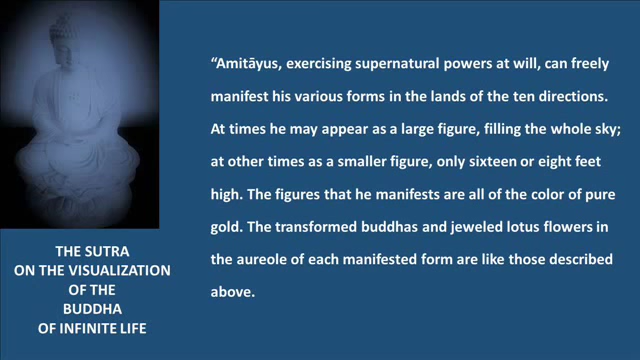 “Amitāyus, exercising supernatural powers at will, can freely
manifest his various forms in the lands of the ten directions.
At times he may appear as a large figure, filling the whole sky;
at other times as a smaller figure, only sixteen or eight feet
high. The figures that he manifests are all of the color of pure
gold. The transformed buddhas and jeweled lotus flowers in
the aureole of each manifested form are like those described
above.
THE SUTRA
ON THE VISUALIZATION
OF THE
BUDDHA
OF INFINITE LIFE